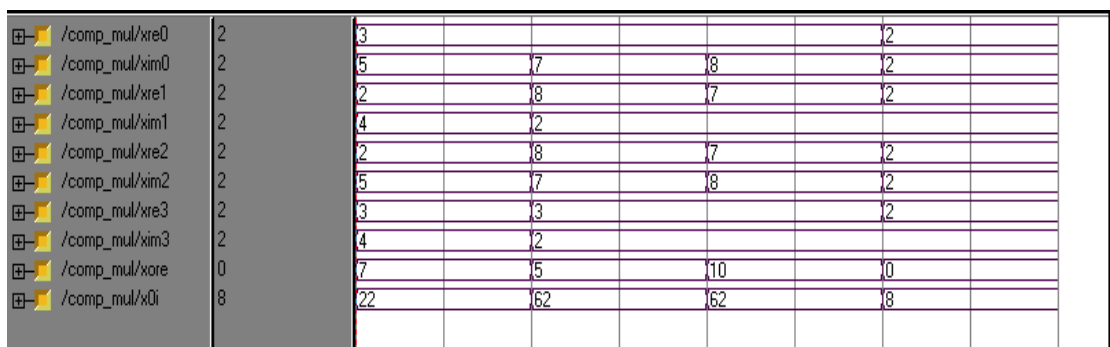 /comp_mul/xre0 2 3 2
/comp_mul/xim0 2 5 7 8 2
/comp_mul/xre1 2 2 8 7 2
/comp_mul/xim1 2 4 2
/comp_mul/xre2 2 2 8 7 2
/comp_mul/xim2 2 5 7 8 2
/comp_mul/xre3 2 3 3 2
/comp_mul/xim3 2 4 2
/comp_mul/xore 0 7 5 10 0
/comp_mul/x0i 8 22 62 62 8